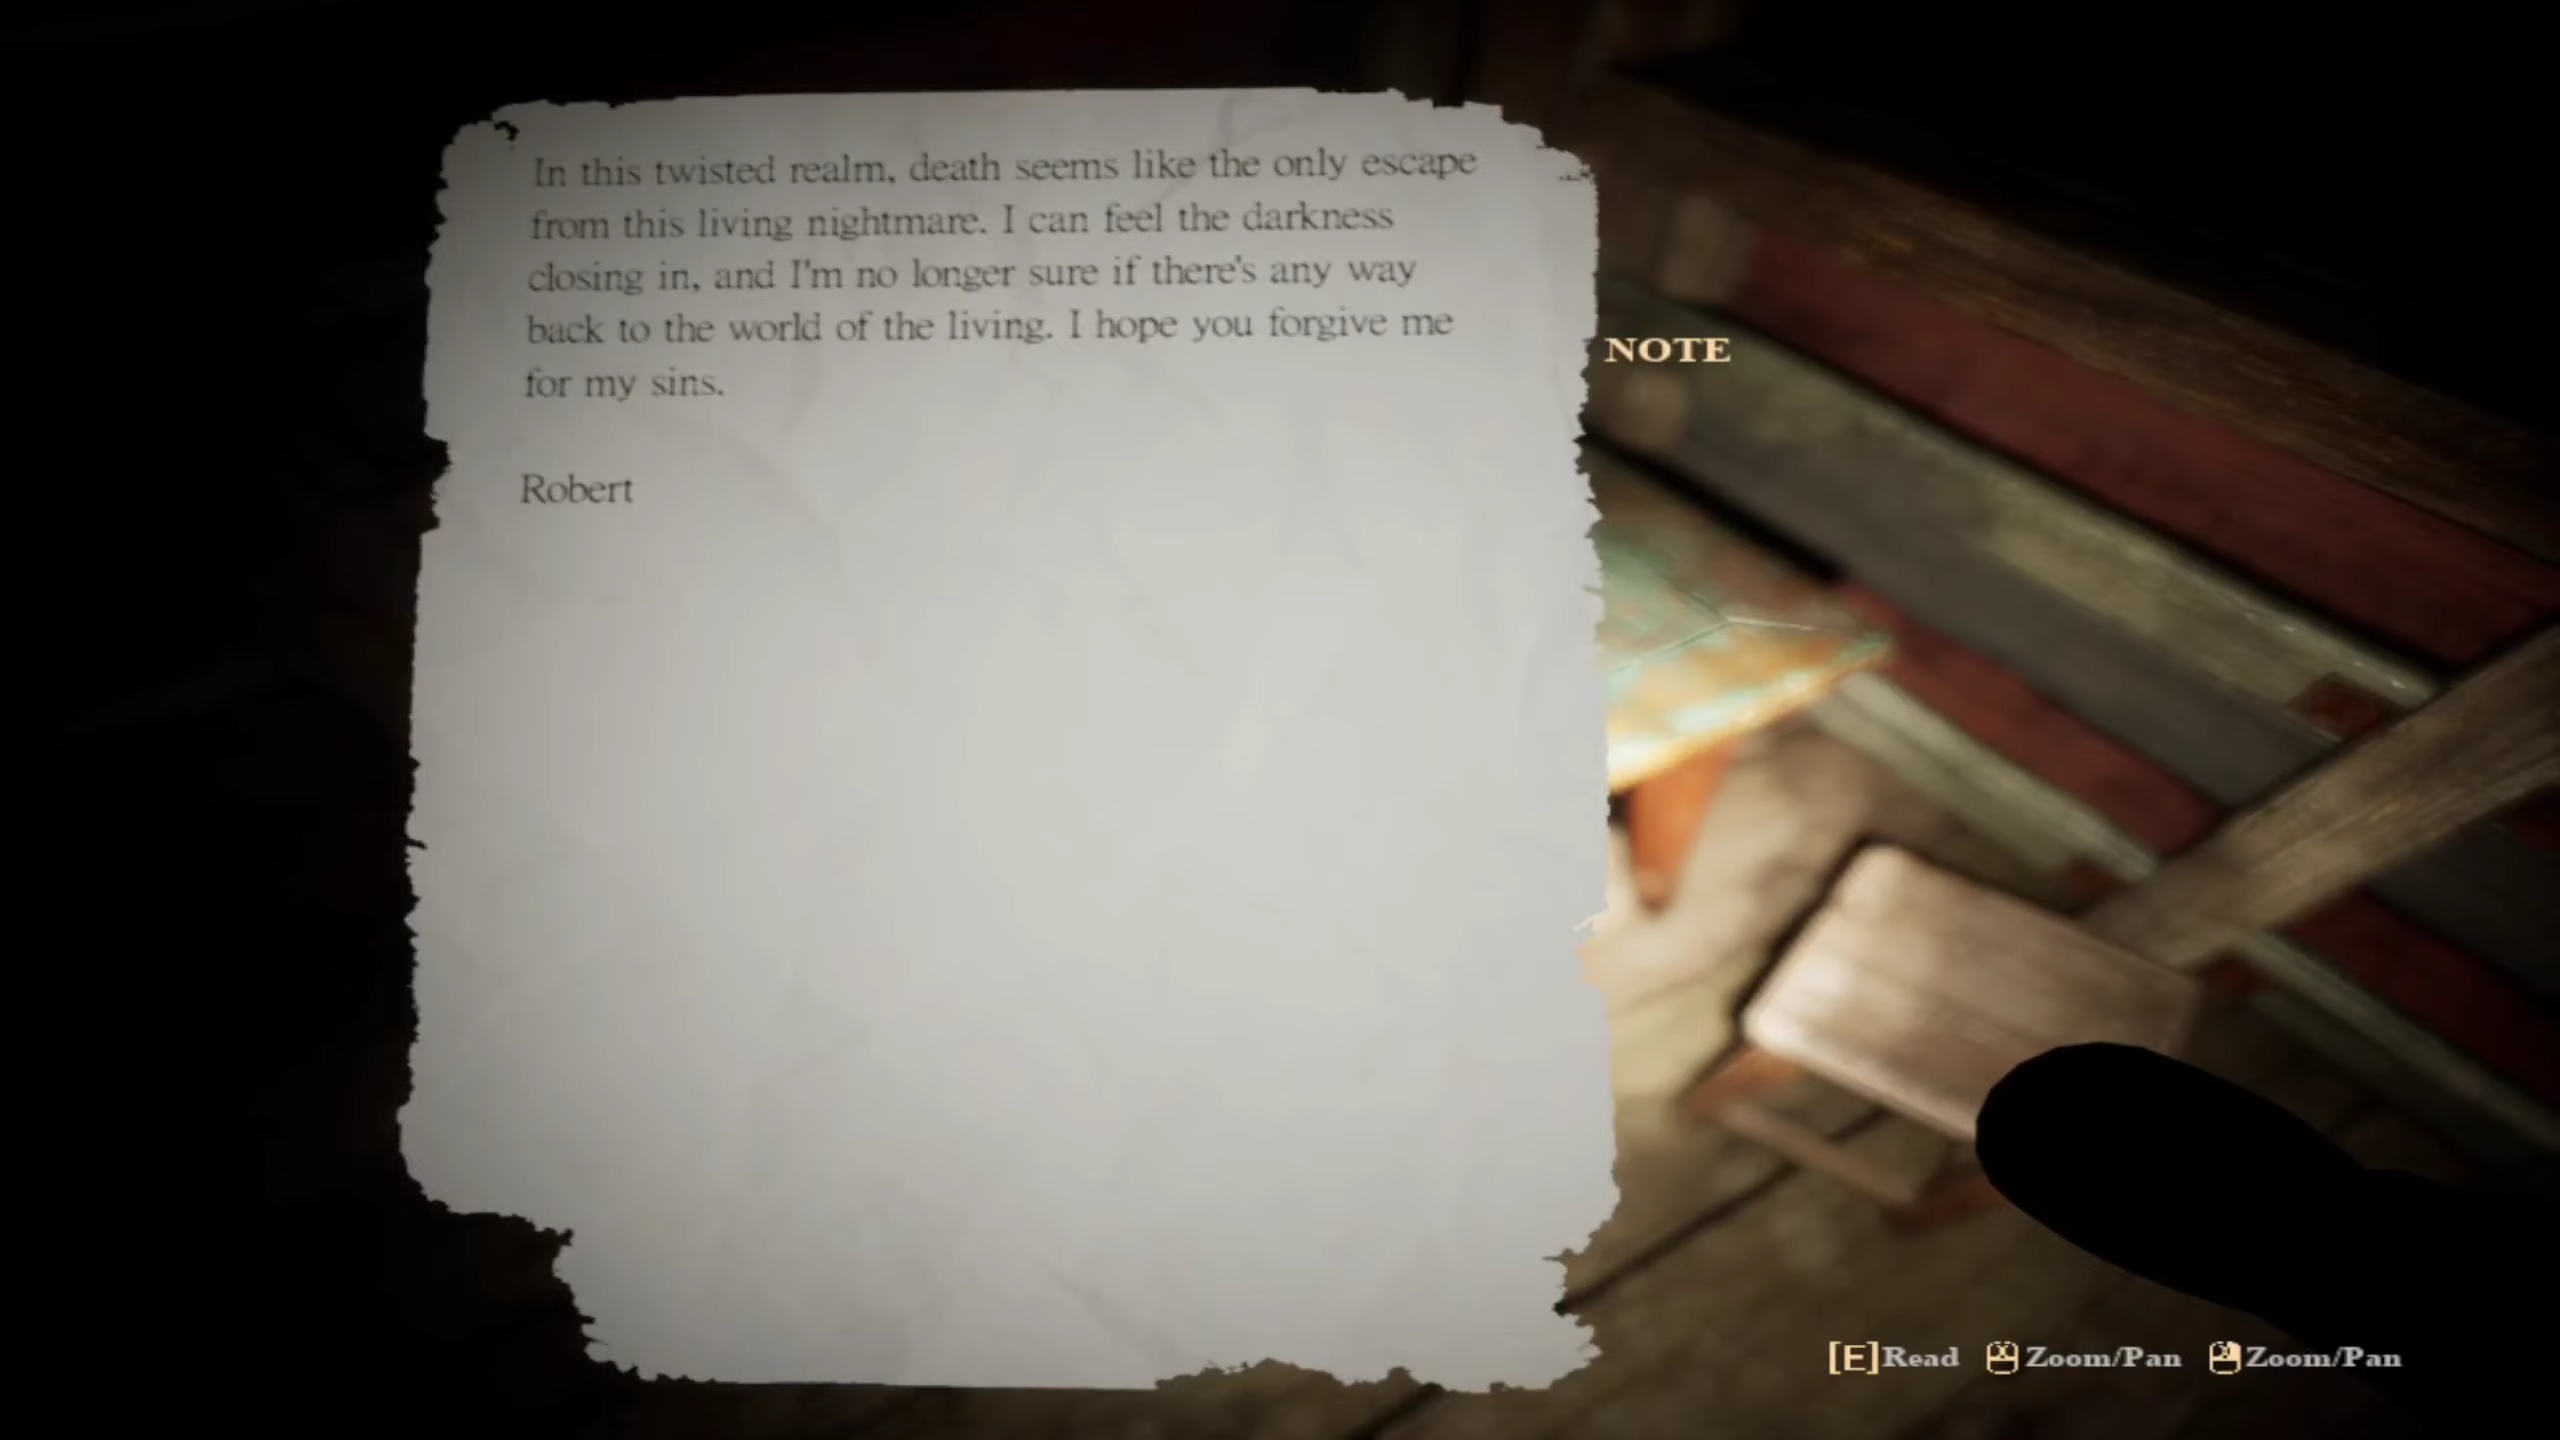 In this twisted realm, death seems like the only escape
from this living nightmare. I can feel the darkness
closing in, and I'm no longer sure if there's any way
back to the world of the living. I hope you forgive me
for my sins.
Robert
NOTE
[E]Read Zoom/Pan Zoom/Pan